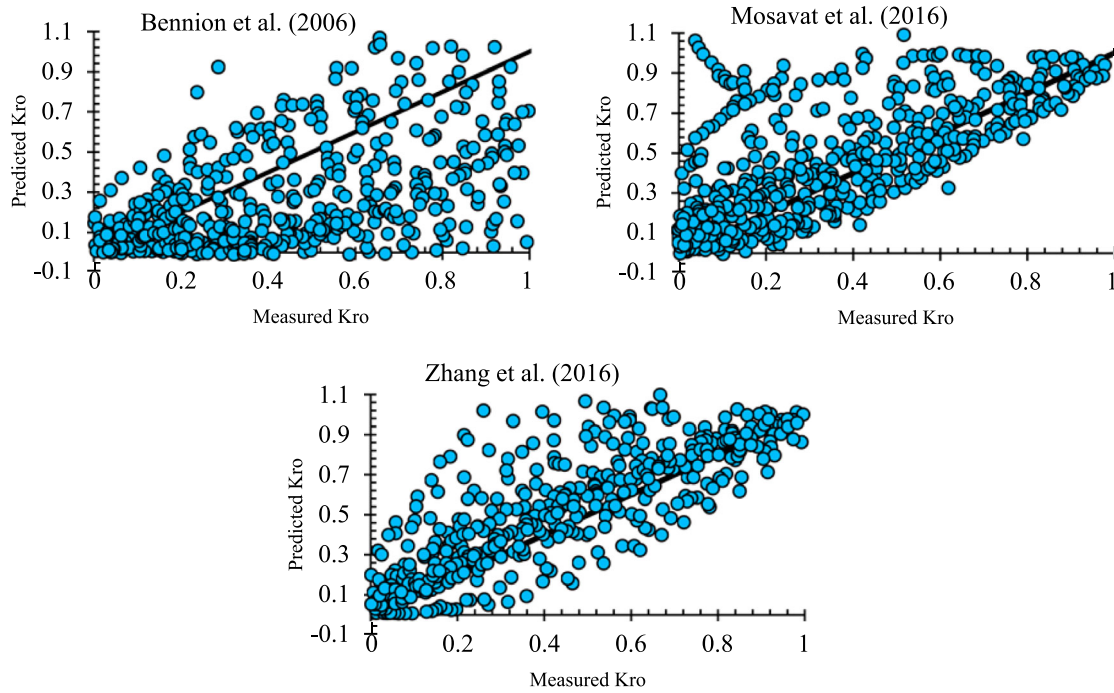 Bennion et al. (2006)
1.1
0.9
0.7
0.5
0.3
0.1
-0.1
Predicted Kro
0 0.2 0.4 0.6 0.8 1
Measured Kro
Mosavat et al. (2016)
1.1
0.9
0.7
0.5
0.3
0.1
-0.1
Predicted Kro
0 0.2 0.4 0.6 0.8 1
Measured Kro
Zhang et al. (2016)
1.1
0.9
0.7
0.5
0.3
0.1
-0.1
Predicted Kro
0 0.2 0.4 0.6 0.8 1
Measured Kro